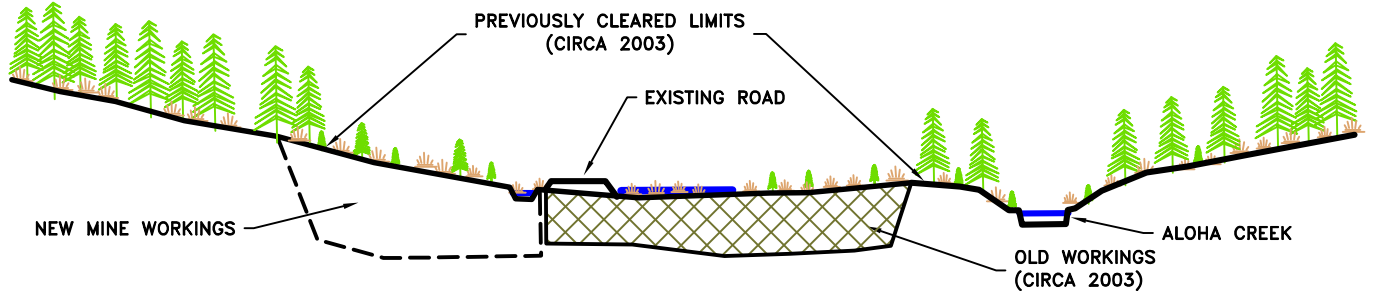 PREVIOUSLY CLEARED LIMITS
(CIRCA 2003)
EXISTING ROAD
NEW MINE WORKINGS
ALOHA CREEK
OLD WORKINGS
(CIRCA 2003)